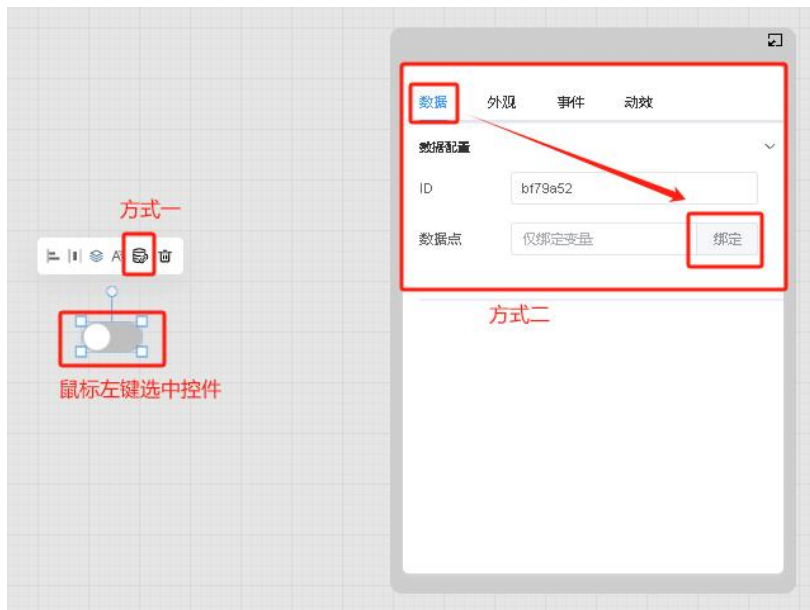 数据 外观 事件 动效
数据配置
ID bf79a52
数据点 仅绑定变量 绑定
方式二
方式一
鼠标左键选中控件